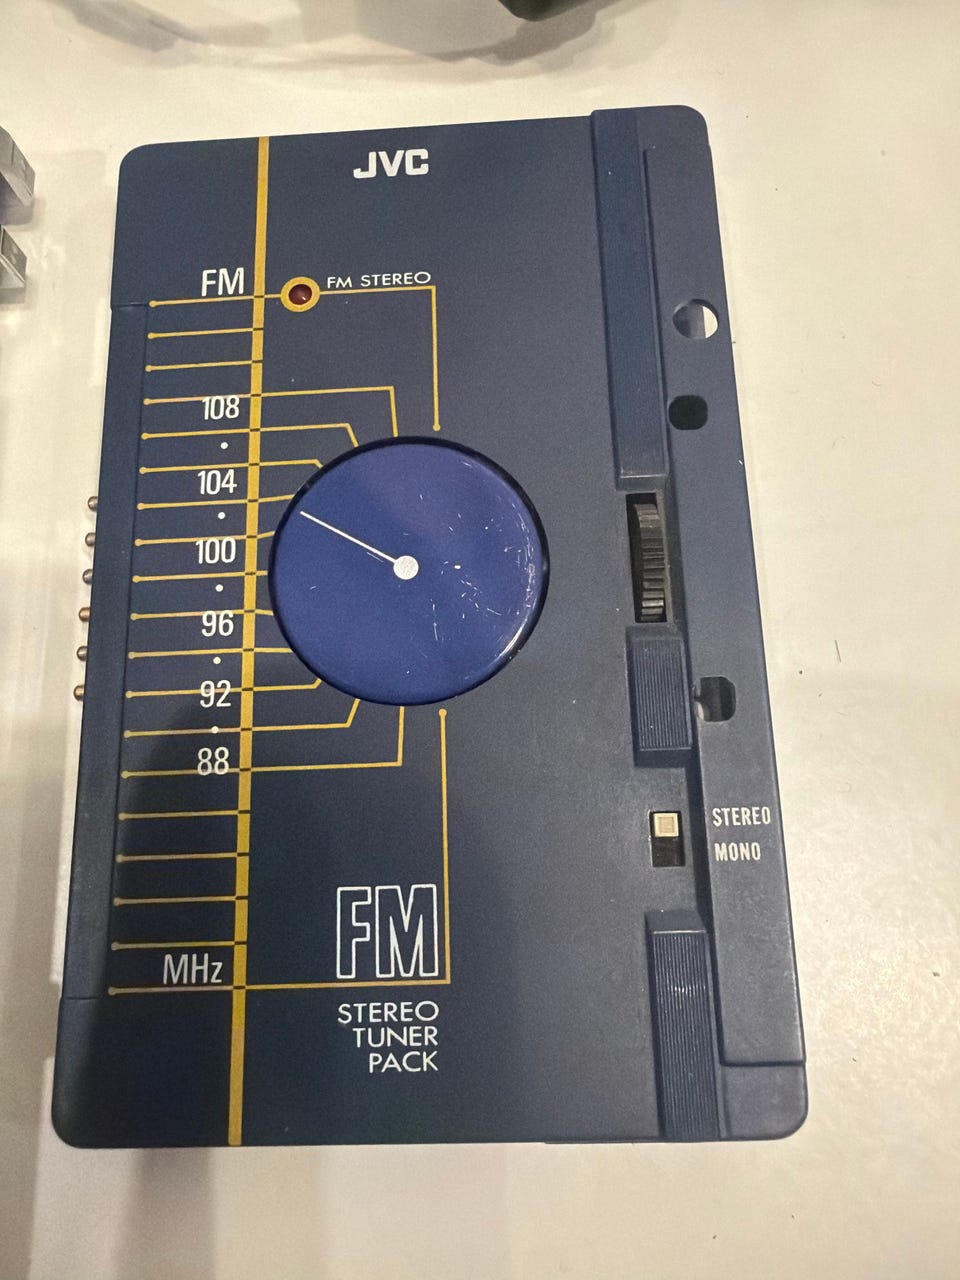 JVC
FM
FM STEREO
108
•
104
•
100
•
96
•
92
•
88
STEREO
MONO
FM
MHz
STEREO
TUNER
PACK